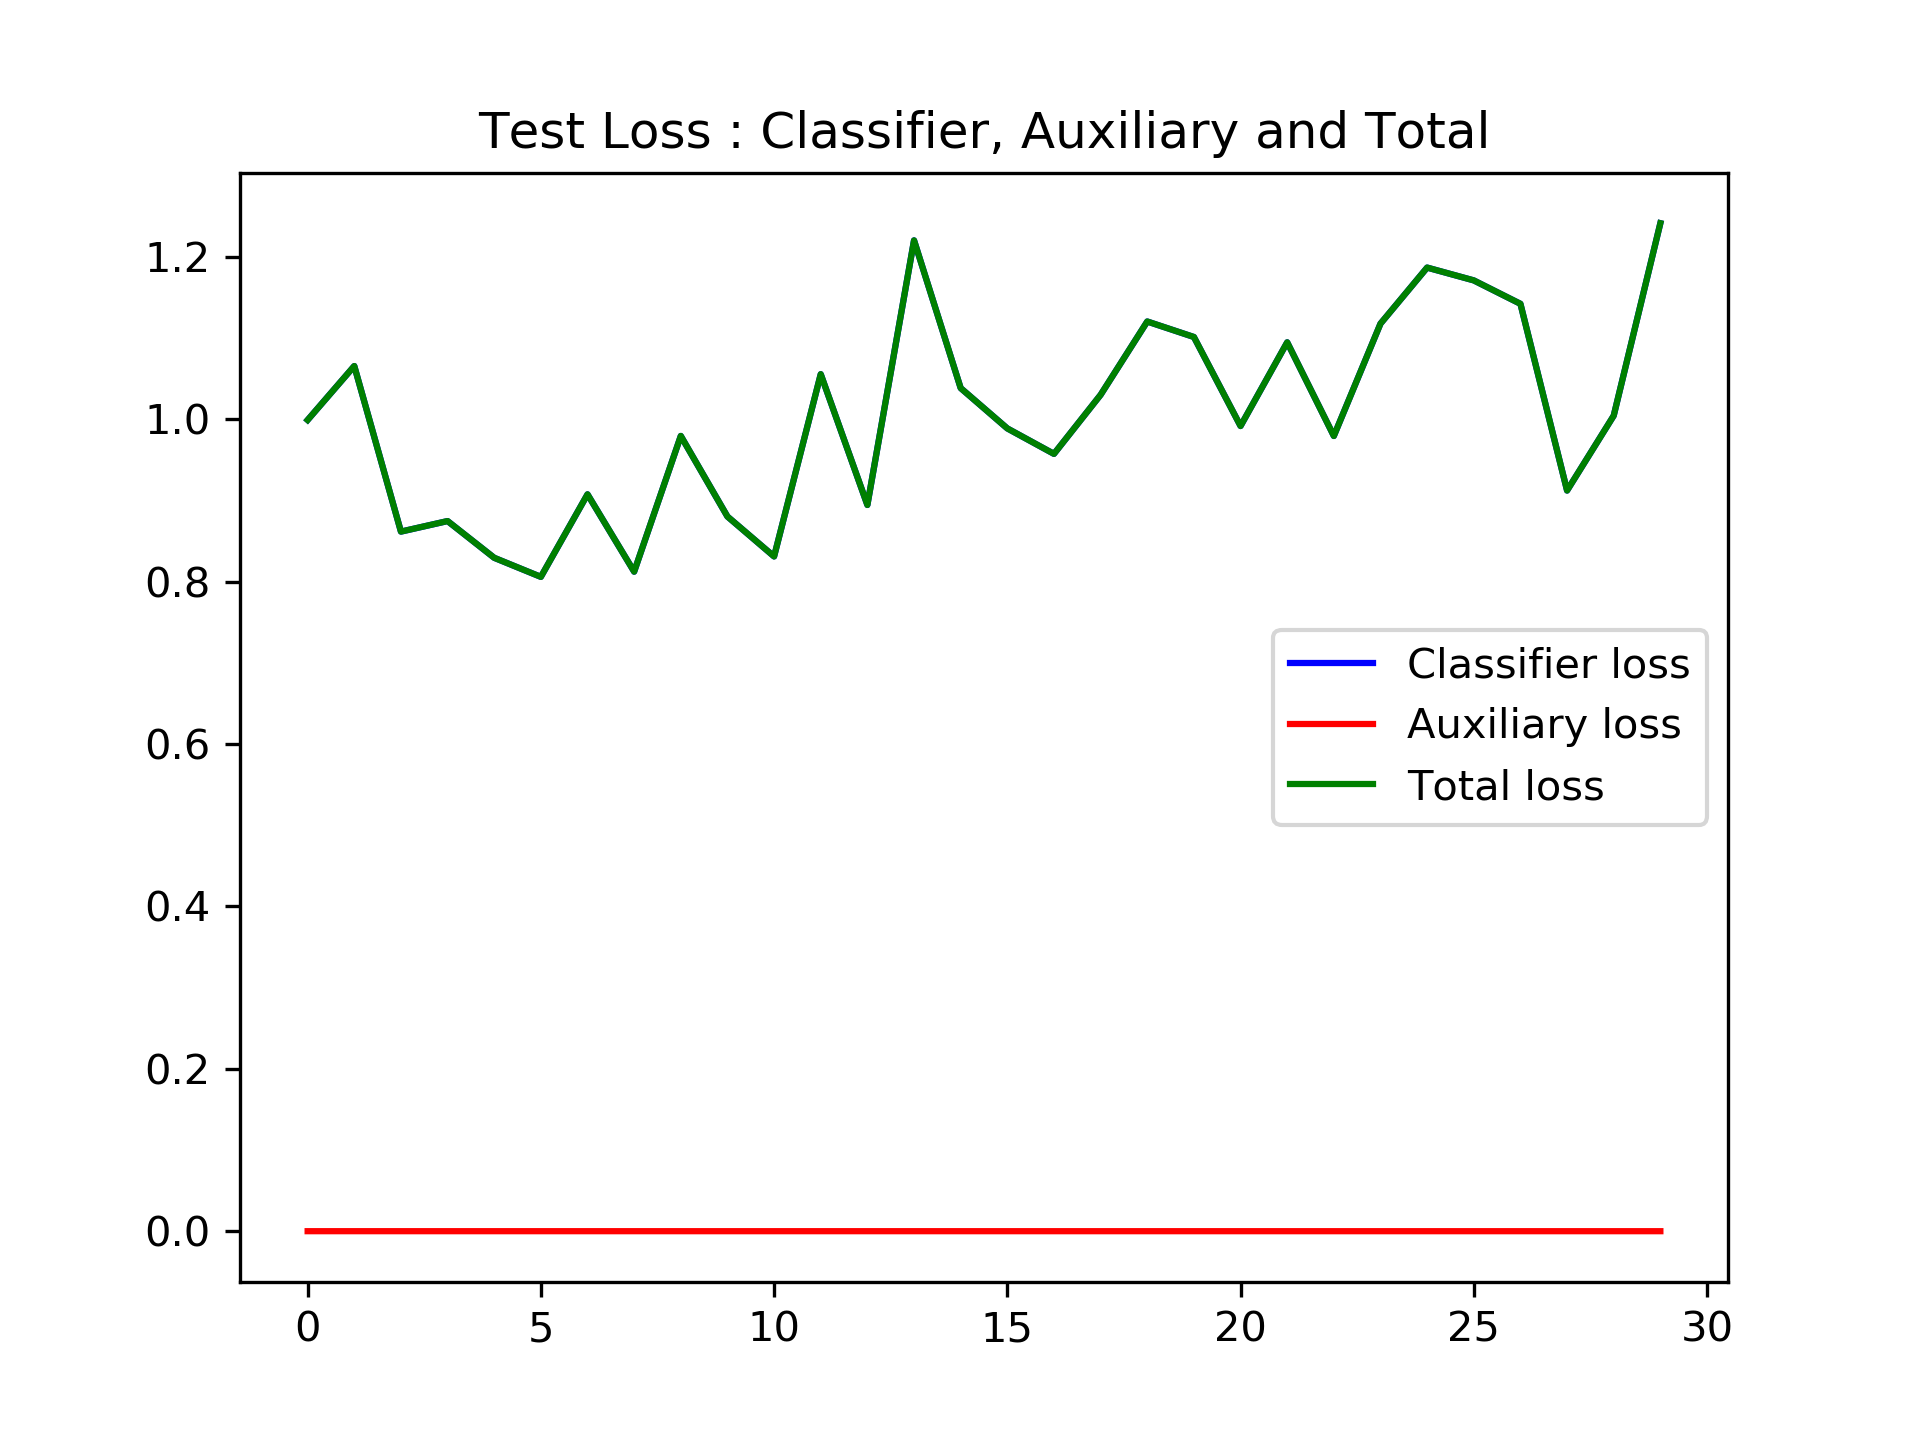 Test Loss : Classifier, Auxiliary and Total
1.2
1.0
0.8
0.6
0.4
0.2
0.0
Classifier loss
Auxiliary loss
Total loss
0 5 10 15 20 25 30